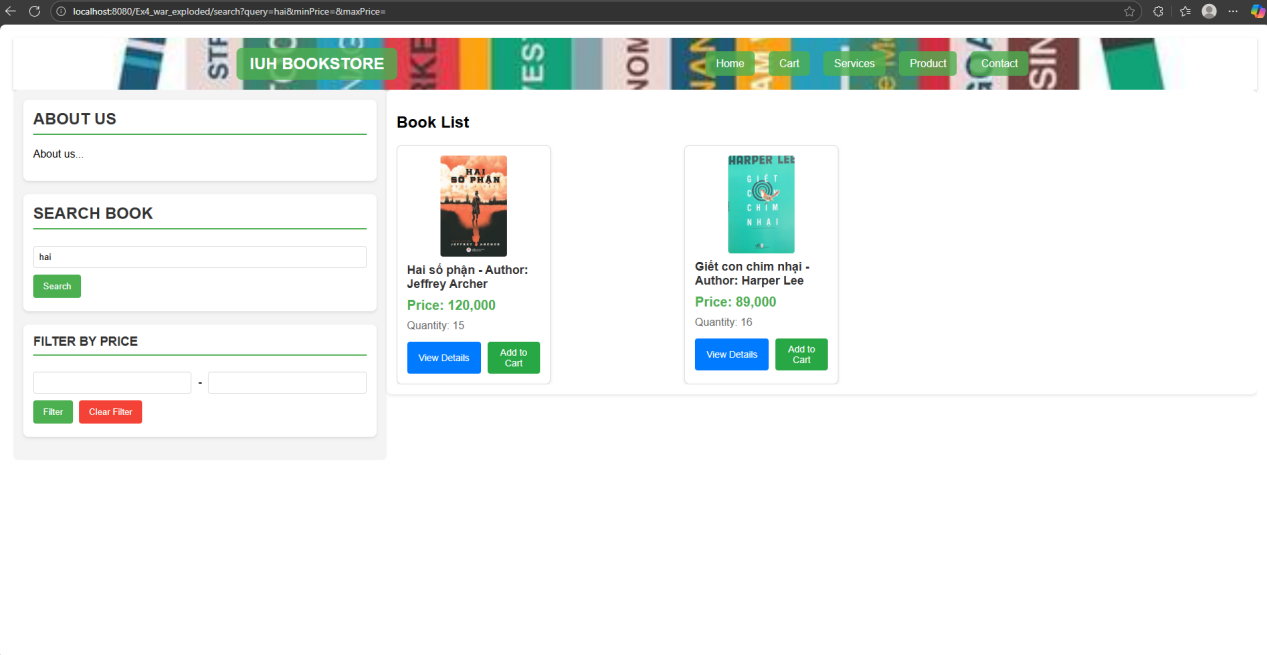 localhost:8080/Ex4_war_exploded/search?query=hai&minPrice=&maxPrice=
IUH BOOKSTORE
Home
Cart
Services
Product
Contact
ABOUT US
About us...
SEARCH BOOK
hai
Search
FILTER BY PRICE
-
Filter
Clear Filter
Book List
HAI
SỐ PHẬN
JEFFREY ARCHER
Hai số phận - Author:
Jeffrey Archer
Price: 120,000
Quantity: 15
View Details
Add to
Cart
HARPER LEE
GIẾT
CON
CHIM
NHẠI
Giết con chim nhại -
Author: Harper Lee
Price: 89,000
Quantity: 16
View Details
Add to
Cart